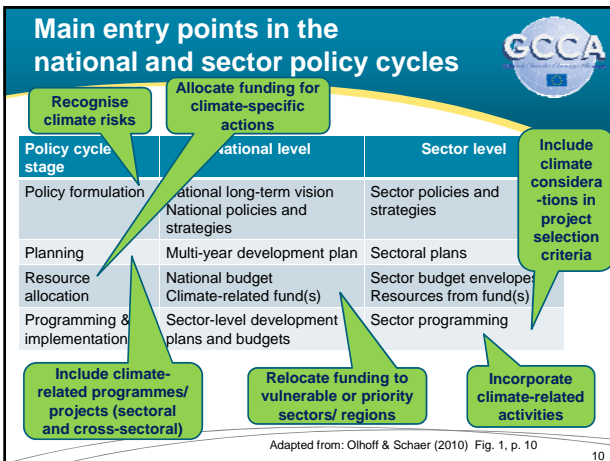 Main entry points in the
national and sector policy cycles
GCCA
Recognise
climate risks
Allocate funding for
climate-specific
actions
Include
climate
considera
-tions in
project
selection
criteria
Policy cycle
stage
National level
Sector level
Policy formulation
National long-term vision
National policies and
strategies
Sector policies and
strategies
Planning
Multi-year development plan
Sectoral plans
Resource
allocation
National budget
Climate-related fund(s)
Sector budget envelopes
Resources from fund(s)
Programming &
implementation
Sector-level development
plans and budgets
Sector programming
Include climate-
related programmes/
projects (sectoral
and cross-sectoral)
Relocate funding to
vulnerable or priority
sectors/ regions
Incorporate
climate-related
activities
Adapted from: Olhoff & Schaer (2010) Fig. 1, p. 10
10